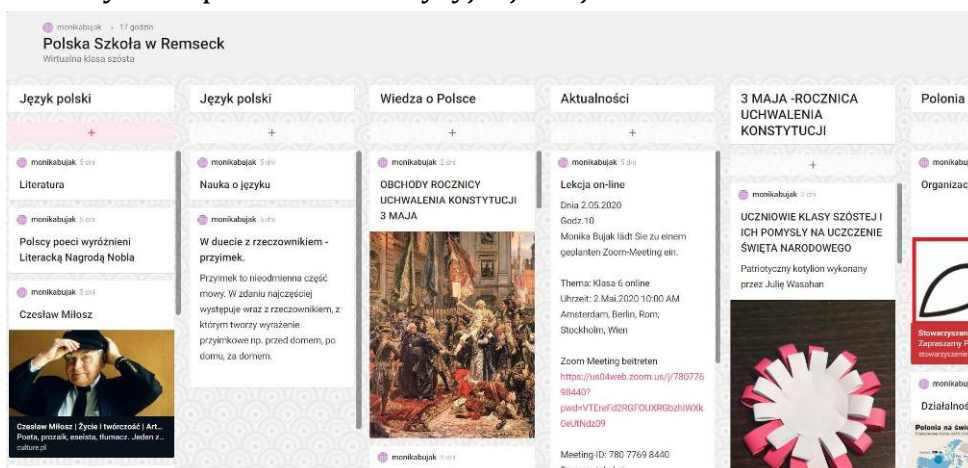 monikabujak • 17 godzin
Polska Szkoła w Remseck
Wirtualna klasa szósta
Język polski
+
monikabujak 5 dni
Literatura
monikabujak 5 dni
Polscy poeci wyróżnieni
Literacką Nagrodą Nobla
monikabujak 5 dni
Czesław Miłosz
Czesław Miłosz | Życie i twórczość | Art...
Poeta, prozaik, eseista, tłumacz. Jeden z...
culture.pl
Język polski
+
monikabujak 5 dni
Nauka o języku
monikabujak 5 dni
W duecie z rzeczownikiem -
przyimek.
Przyimek to nieodmienna część
mowy. W zdaniu najczęściej
występuje wraz z rzeczownikiem, z
którym tworzy wyrażenie
przyimkowe np. przed domem, po
domu, za domem.
Wiedza o Polsce
+
monikabujak 2 dni
OBCHODY ROCZNICY
UCHWALENIA KONSTYTUCJI
3 MAJA
monikabujak
Aktualności
+
monikabujak 5 dni
Lekcja on-line
Dnia 2.05.2020
Godz.10
Monika Bujak lädt Sie zu einem
geplanten Zoom-Meeting ein.
Thema: Klasa 6 online
Uhrzeit: 2.Mai.2020 10:00 AM
Amsterdam, Berlin, Rom,
Stockholm, Wien
Zoom Meeting beitreten
https://us04web.zoom.us/j/780776
98440?
pwd=VTEreFd2RGFOUXRGbzhiWXk
0eUtNdz09
Meeting-ID: 780 7769 8440
3 MAJA -ROCZNICA
UCHWALENIA
KONSTYTUCJI
+
monikabujak 2 dni
UCZNIOWIE KLASY SZÓSTEJ I
ICH POMYSŁY NA UCZCZENIE
ŚWIĘTA NARODOWEGO
Patriotyczny kotylion wykonany
przez Julię Wasahan
Polonia
monikabuj
Organizac
Stowarzyszen
Zapraszamy P
stowarzyszenie
monikabuj
Działalnoś
Polonia na świ